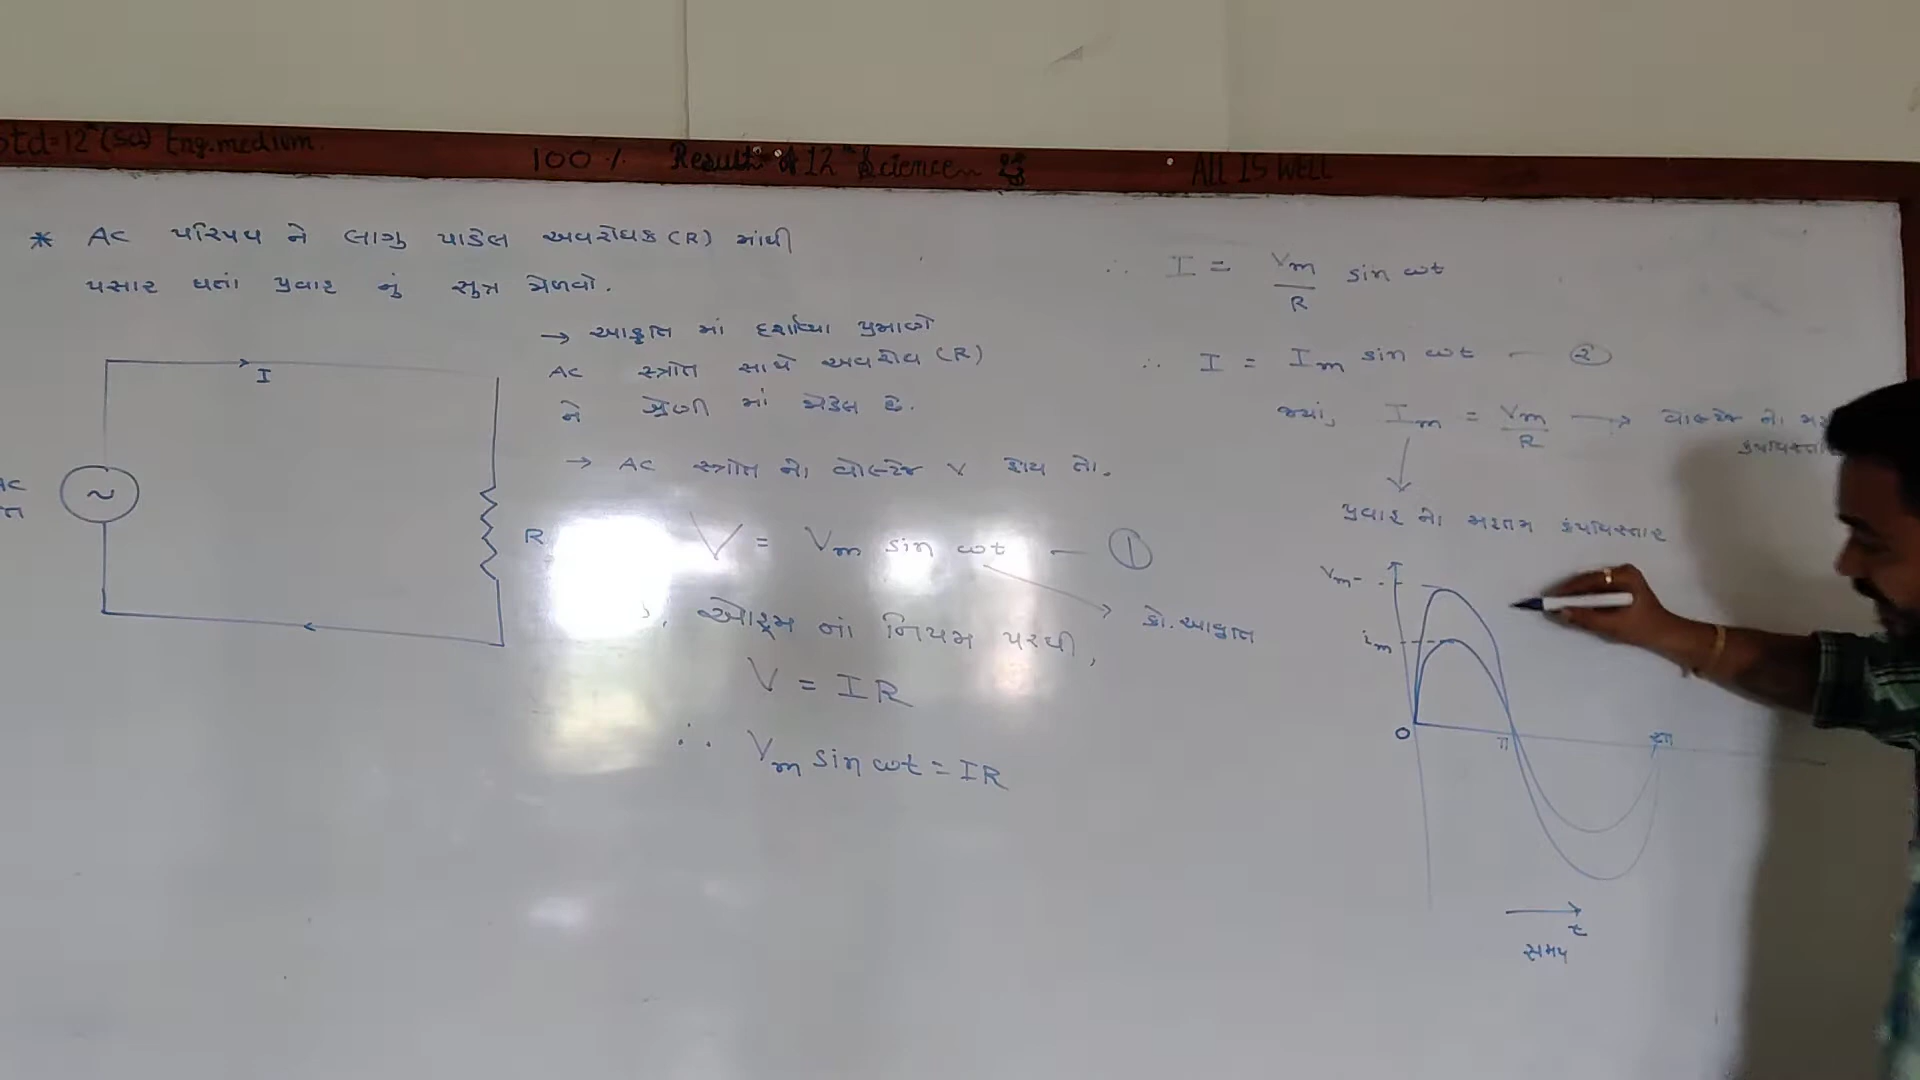 Std=12th (Sci) Eng.medium.
100 % Result of 12th Science
ALL IS WELL
* AC પરિપથ ને લાગુ પાડેલ અવરોધક (R) માંથી
પસાર થતાં પ્રવાહ નું સુત્ર મેળવો.
→ આકૃતિ માં દર્શાવ્યા પ્રમાણે
AC સ્ત્રોત સાથે અવરોધ (R)
ને શ્રેણી માં જોડેલ છે.
→ AC સ્ત્રોત નો વોલ્ટેજ V હોય તો.
V = Vm sin ωt — ①
કો.આવૃત્તિ
, ઓહ્મ નાં નિયમ પરથી,
V = IR
∴ Vm sin ωt = IR
I
AC
~
R
∴ I = Vm/R sin ωt
∴ I = Im sin ωt — ②
જ્યાં, Im = Vm/R → વોલ્ટેજ નો
પ્રવાહ નો મહત્તમ કંપવિસ્તાર
Vm
im
O
π
2π
→ t
સમય